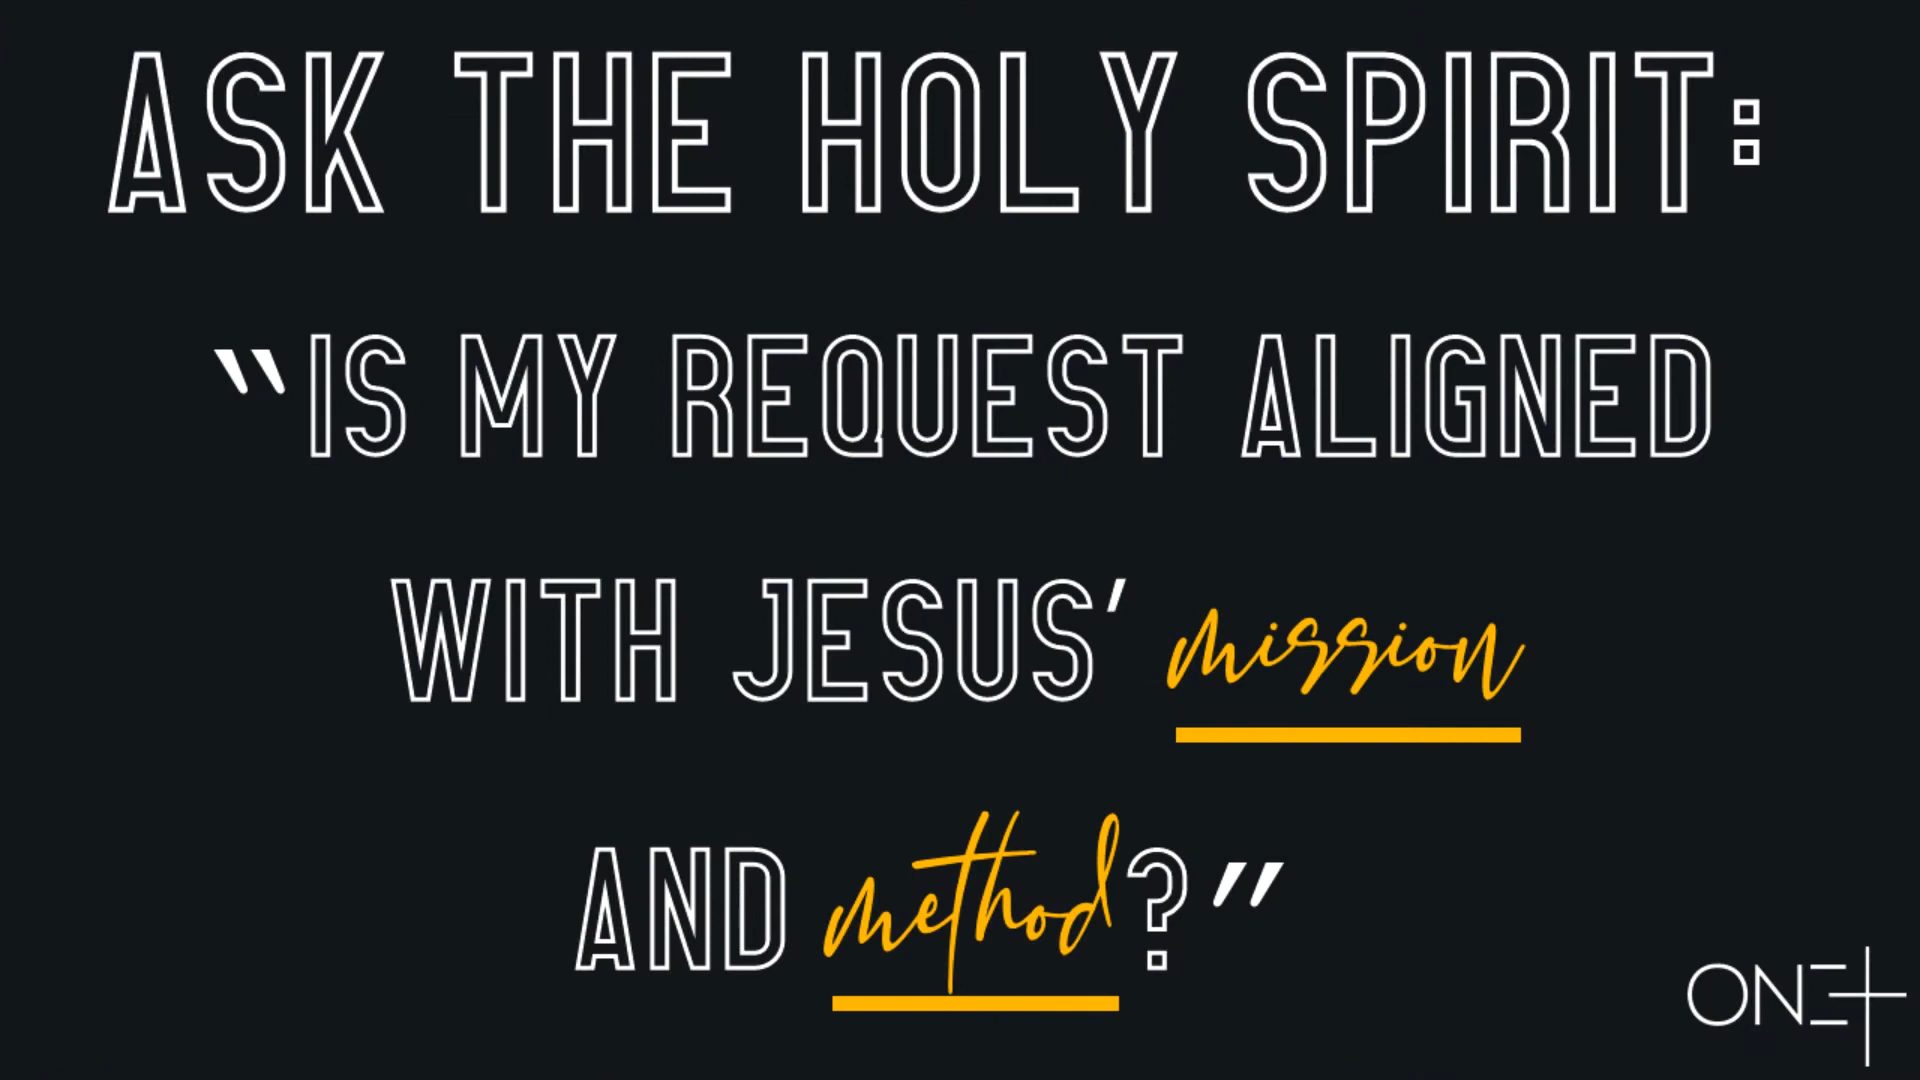 ASK THE HOLY SPIRIT:
"IS MY REQUEST ALIGNED
WITH JESUS' mission
AND method?"
ONE